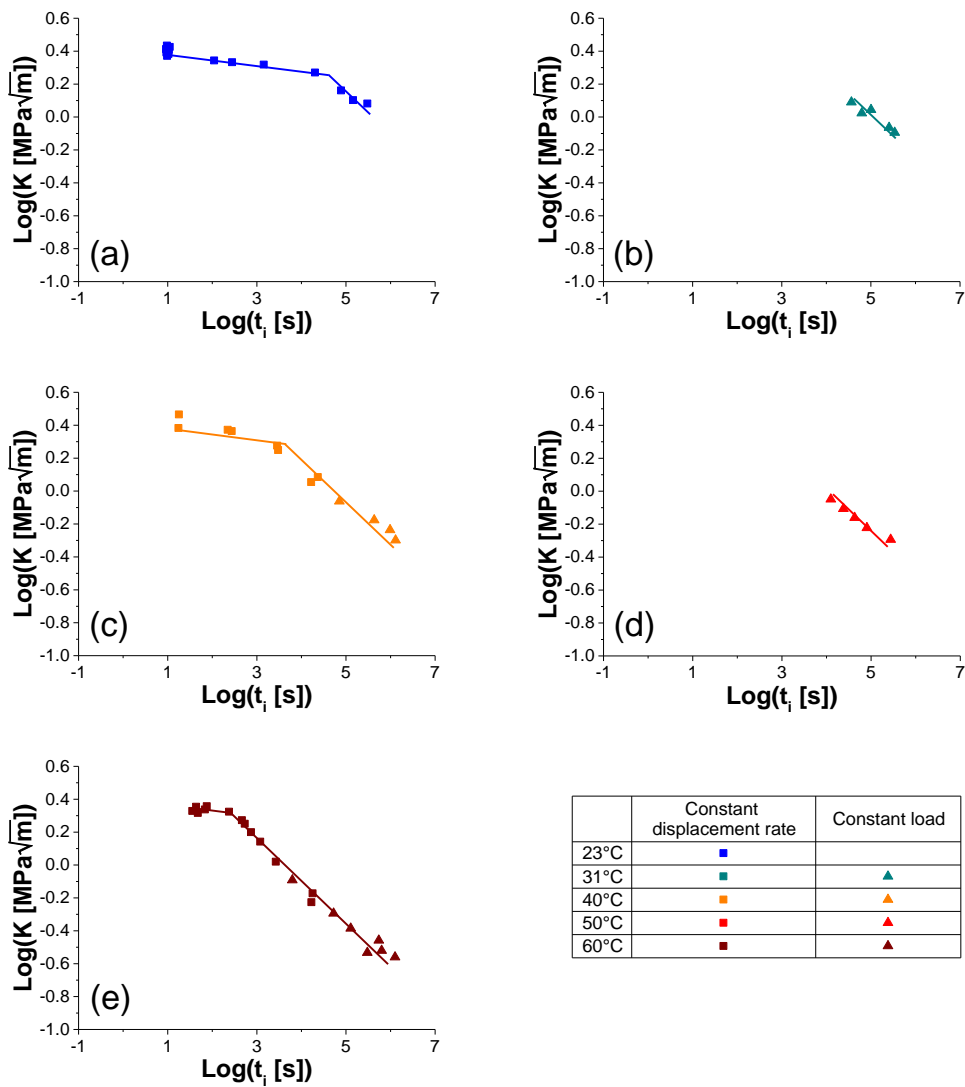 0.6
0.4
0.2
0.0
-0.2
-0.4
-0.6
-0.8
-1.0
Log(K [MPa√m])
(a)
-1 1 3 5 7
Log(t_i [s])
0.6
0.4
0.2
0.0
-0.2
-0.4
-0.6
-0.8
-1.0
Log(K [MPa√m])
(b)
-1 1 3 5 7
Log(t_i [s])
0.6
0.4
0.2
0.0
-0.2
-0.4
-0.6
-0.8
-1.0
Log(K [MPa√m])
(c)
-1 1 3 5 7
Log(t_i [s])
0.6
0.4
0.2
0.0
-0.2
-0.4
-0.6
-0.8
-1.0
Log(K [MPa√m])
(d)
-1 1 3 5 7
Log(t_i [s])
0.6
0.4
0.2
0.0
-0.2
-0.4
-0.6
-0.8
-1.0
Log(K [MPa√m])
(e)
-1 1 3 5 7
Log(t_i [s])
Constant
displacement rate
Constant load
23°C
31°C
40°C
50°C
60°C